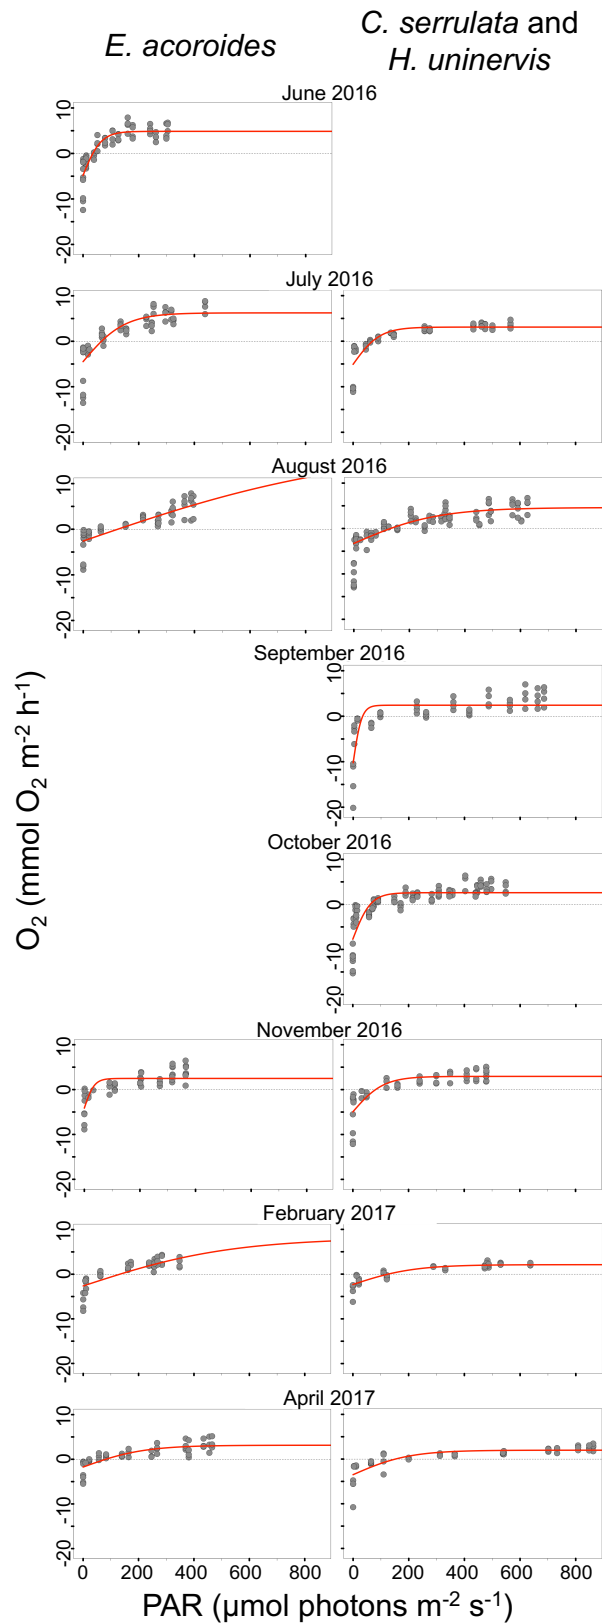 E. acoroides
C. serrulata and
H. uninervis
June 2016
10
0
-10
-20
July 2016
10
0
-10
-20
August 2016
10
0
-10
-20
September 2016
10
0
-10
-20
October 2016
10
0
-10
-20
November 2016
10
0
-10
-20
February 2017
10
0
-10
-20
April 2017
10
0
-10
-20
0 200 400 600 800
0 200 400 600 800
O2 (mmol O2 m-2 h-1)
PAR (µmol photons m-2 s-1)